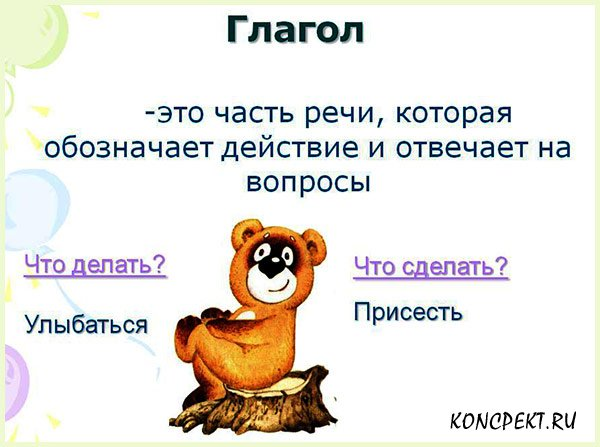 Глагол
-это часть речи, которая
обозначает действие и отвечает на
вопросы
Что делать?
Что сделать?
Улыбаться
Присесть
KONCPEKT.RU